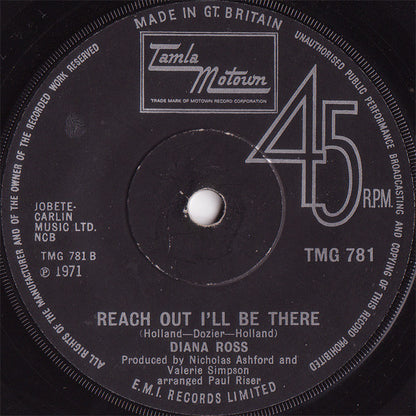 MADE IN GT. BRITAIN
UNAUTHORISED PUBLIC PERFORMANCE BROADCASTING AND COPYING OF THIS RECORD PROHIBITED
ALL RIGHTS OF THE MANUFACTURER AND OF THE OWNER OF THE RECORDED WORK RESERVED
Tamla
Motown
TRADE MARK OF MOTOWN RECORD CORPORATION
45
R.P.M.
JOBETE-
CARLIN
MUSIC LTD.
NCB
TMG 781 B
℗ 1971
TMG 781
REACH OUT I'LL BE THERE
(Holland–Dozier–Holland)
DIANA ROSS
Produced by Nicholas Ashford and
Valerie Simpson
arranged Paul Riser
E.M.I. RECORDS LIMITED